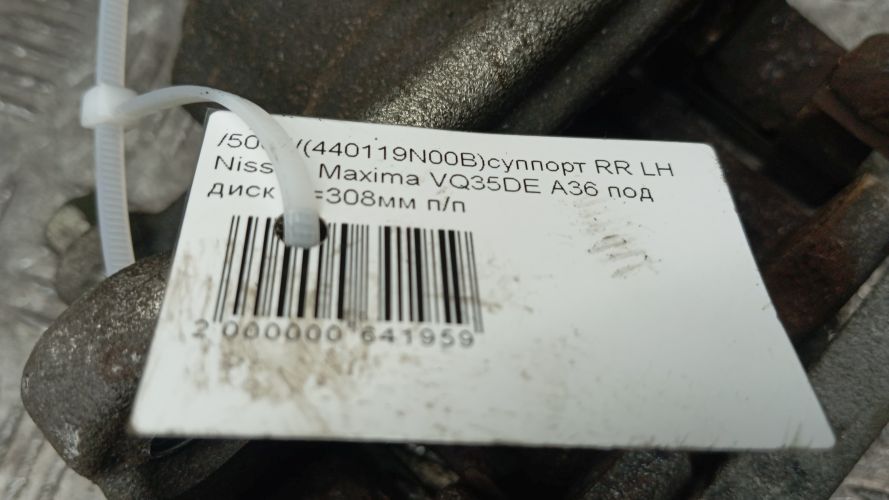 (440119N00B)суппорт RR LH
Maxima VQ35DE A36 под
диск =308мм п/п
2 000000 641959